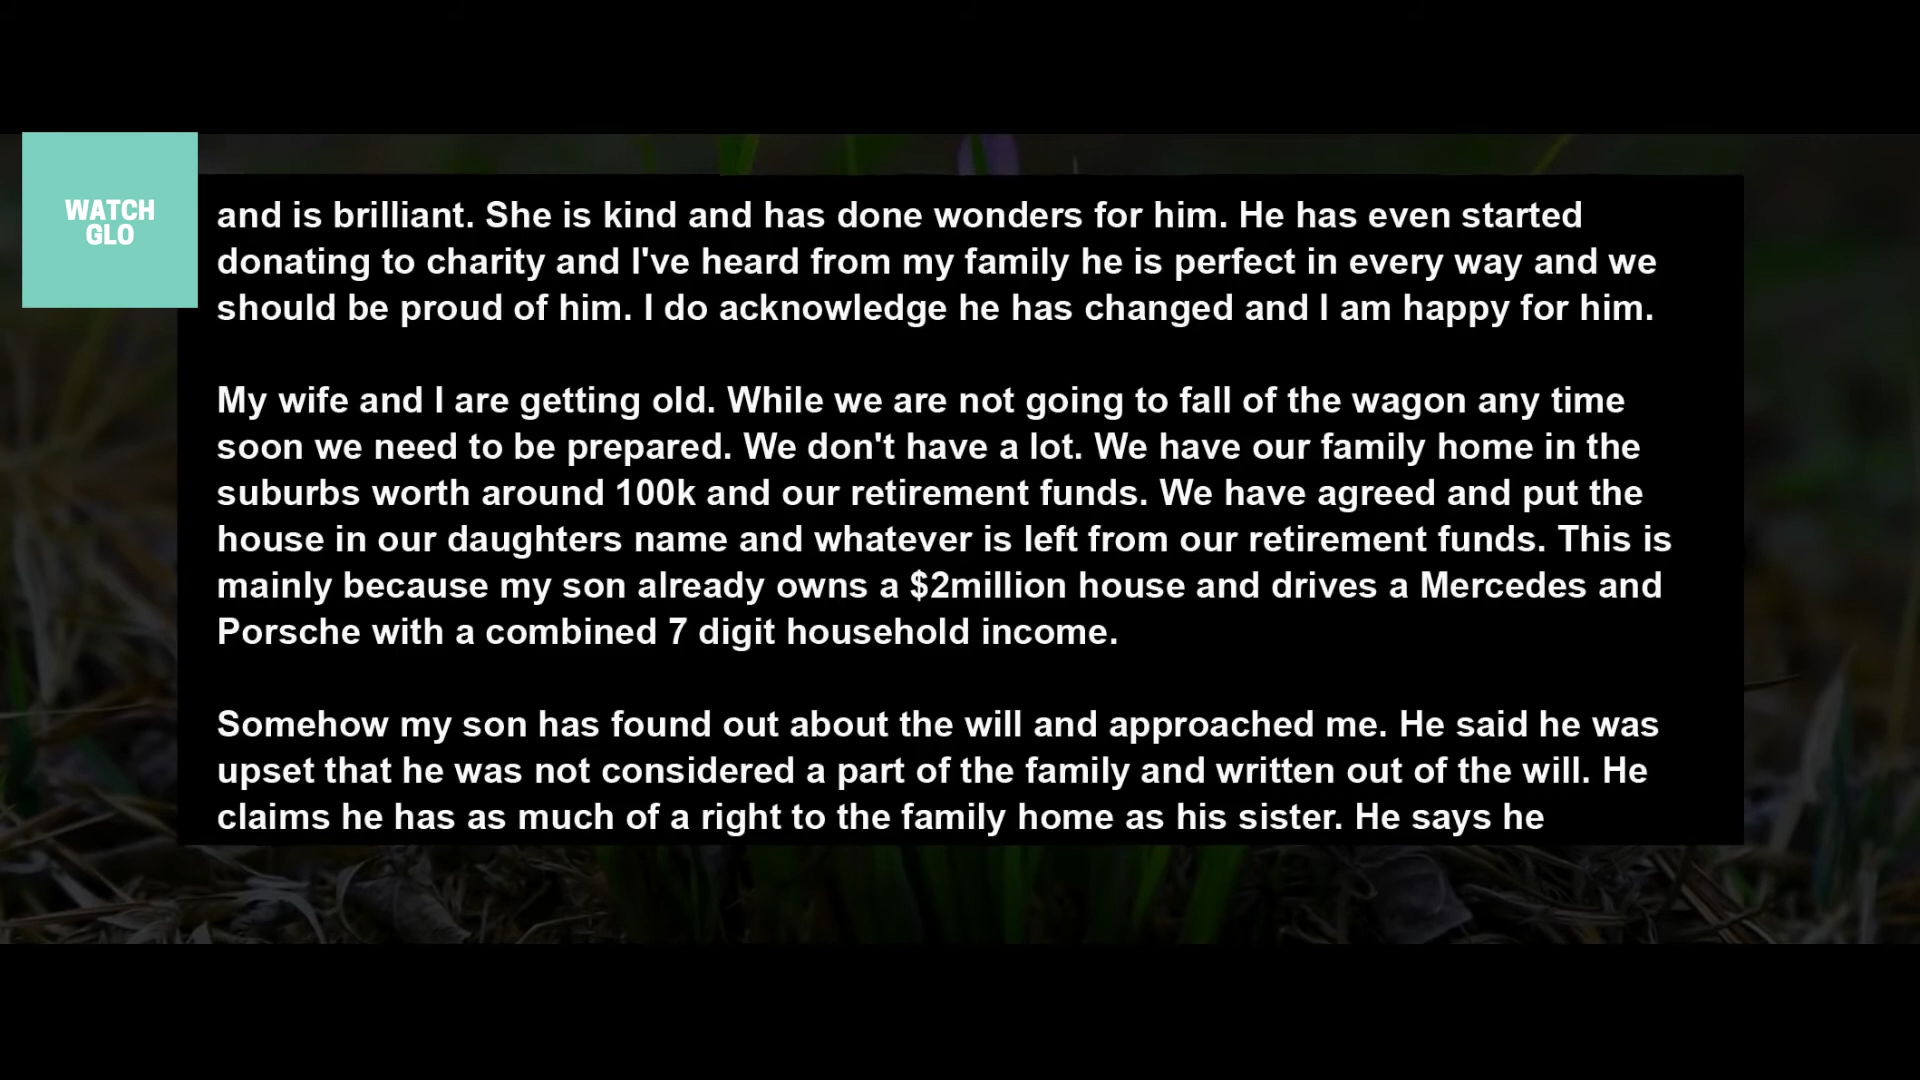 WATCH
GLO
and is brilliant. She is kind and has done wonders for him. He has even started
donating to charity and I've heard from my family he is perfect in every way and we
should be proud of him. I do acknowledge he has changed and I am happy for him.
My wife and I are getting old. While we are not going to fall of the wagon any time
soon we need to be prepared. We don't have a lot. We have our family home in the
suburbs worth around 100k and our retirement funds. We have agreed and put the
house in our daughters name and whatever is left from our retirement funds. This is
mainly because my son already owns a $2million house and drives a Mercedes and
Porsche with a combined 7 digit household income.
Somehow my son has found out about the will and approached me. He said he was
upset that he was not considered a part of the family and written out of the will. He
claims he has as much of a right to the family home as his sister. He says he